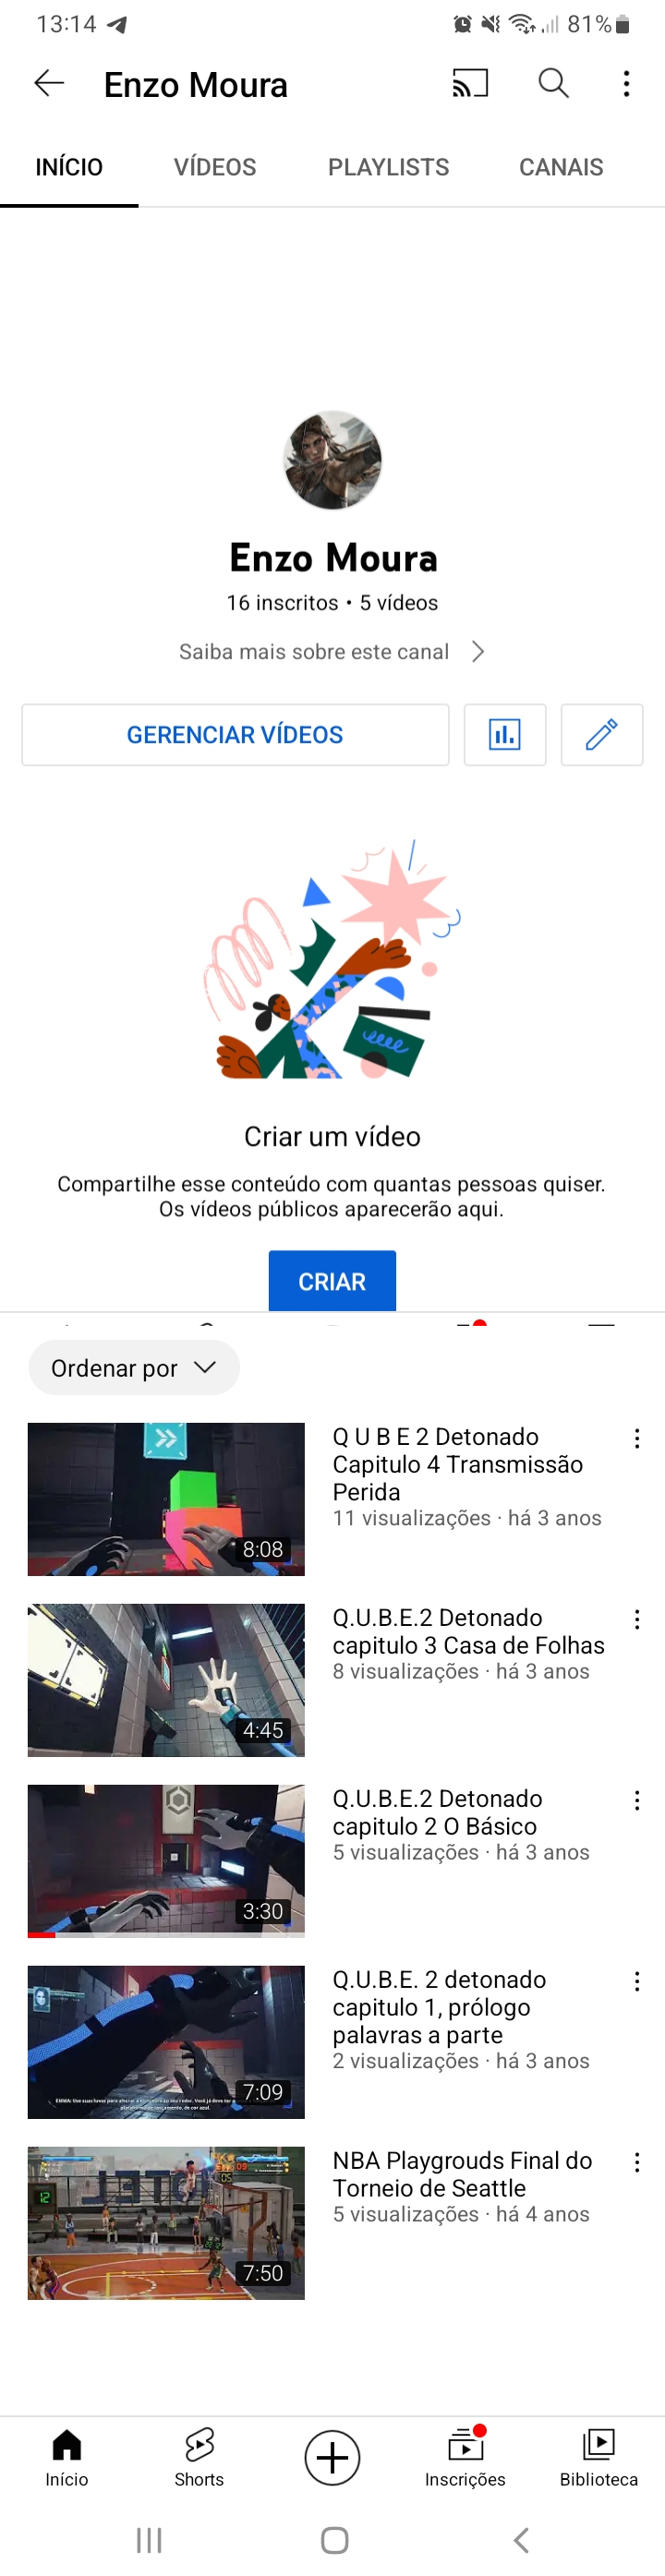 13:14
81%
Enzo Moura
INÍCIO
VÍDEOS
PLAYLISTS
CANAIS
Enzo Moura
16 inscritos • 5 vídeos
Saiba mais sobre este canal
GERENCIAR VÍDEOS
Criar um vídeo
Compartilhe esse conteúdo com quantas pessoas quiser.
Os vídeos públicos aparecerão aqui.
CRIAR
Ordenar por
Q U B E 2 Detonado
Capitulo 4 Transmissão
Perida
11 visualizações · há 3 anos
8:08
Q.U.B.E.2 Detonado
capitulo 3 Casa de Folhas
8 visualizações · há 3 anos
4:45
Q.U.B.E.2 Detonado
capitulo 2 O Básico
5 visualizações · há 3 anos
3:30
Q.U.B.E. 2 detonado
capitulo 1, prólogo
palavras a parte
2 visualizações · há 3 anos
7:09
NBA Playgrouds Final do
Torneio de Seattle
5 visualizações · há 4 anos
12
7:50
Início
Shorts
Inscrições
Biblioteca